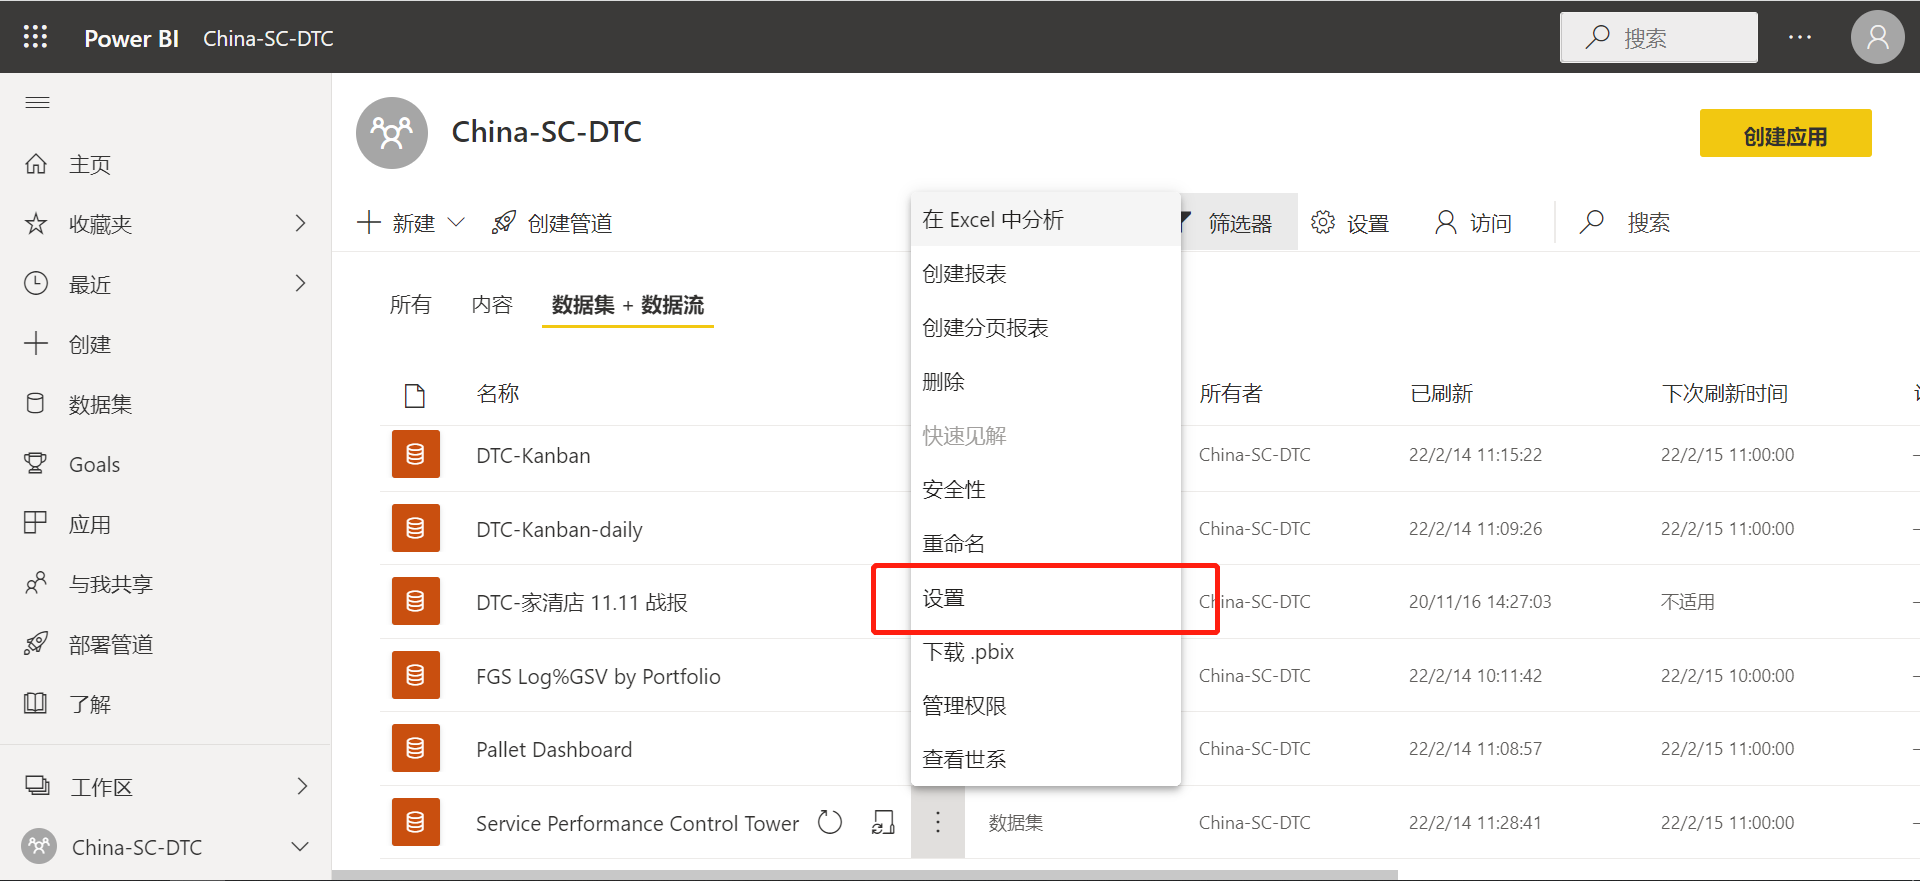 Power BI China-SC-DTC 搜索
China-SC-DTC
创建应用
主页
收藏夹
最近
创建
数据集
Goals
应用
与我共享
部署管道
了解
工作区
China-SC-DTC
新建 创建管道 筛选器 设置 访问 搜索
所有 内容 数据集 + 数据流
在 Excel 中分析
创建报表
创建分页报表
删除
快速见解
安全性
重命名
设置
下载 .pbix
管理权限
查看世系
名称 所有者 已刷新 下次刷新时间
DTC-Kanban China-SC-DTC 22/2/14 11:15:22 22/2/15 11:00:00
DTC-Kanban-daily China-SC-DTC 22/2/14 11:09:26 22/2/15 11:00:00
DTC-家清店 11.11 战报 China-SC-DTC 20/11/16 14:27:03 不适用
FGS Log%GSV by Portfolio China-SC-DTC 22/2/14 10:11:42 22/2/15 10:00:00
Pallet Dashboard China-SC-DTC 22/2/14 11:08:57 22/2/15 11:00:00
Service Performance Control Tower 数据集 China-SC-DTC 22/2/14 11:28:41 22/2/15 11:00:00